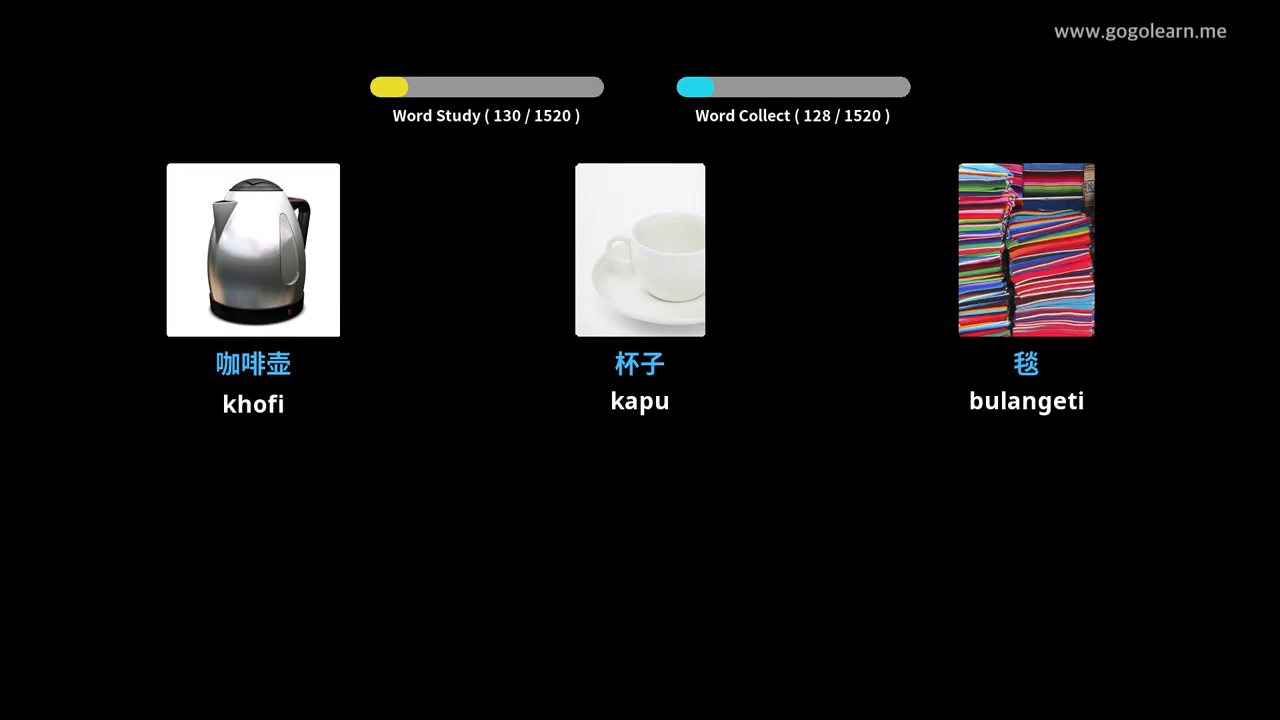 www.gogolearn.me
Word Study ( 130 / 1520 )
Word Collect ( 128 / 1520 )
咖啡壶
杯子
毯
khofi
kapu
bulangeti